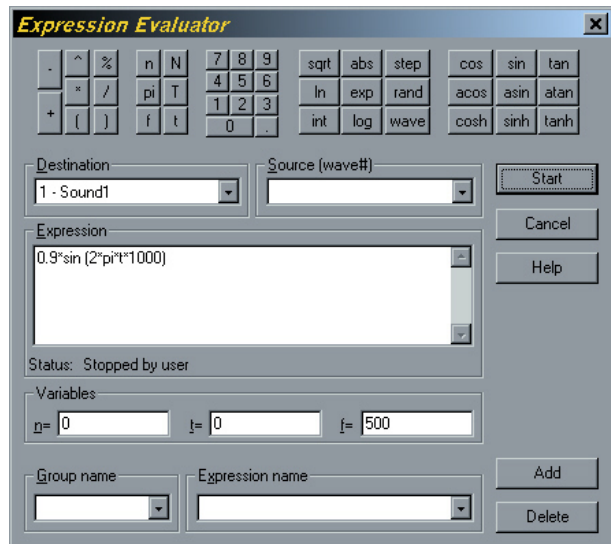 Expression Evaluator
- ^ % n N 7 8 9 sqrt abs step cos sin tan
* / pi T 4 5 6 ln exp rand acos asin atan
+ ( ) f t 1 2 3 int log wave cosh sinh tanh
0 .
Destination Source (wave#)
1 - Sound1
Start
Cancel
Help
Expression
0.9*sin (2*pi*t*1000)
Status: Stopped by user
Variables
n= 0 t= 0 f= 500
Group name Expression name
Add
Delete